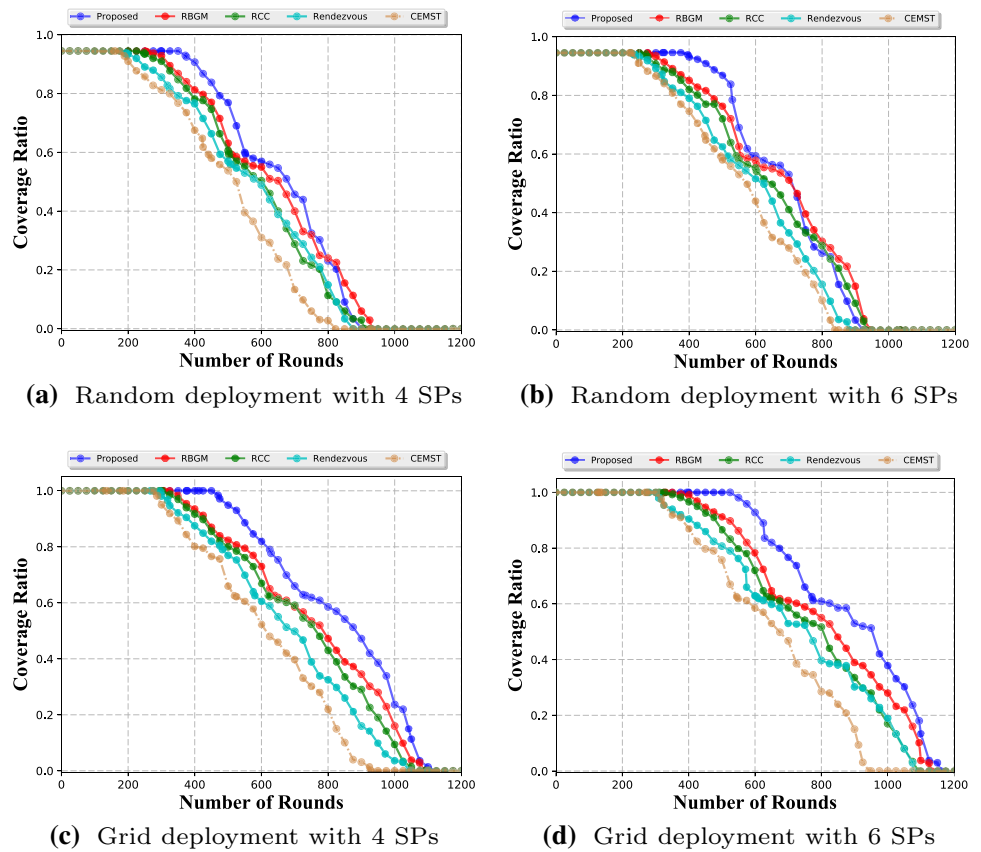 Proposed RBGM RCC Rendezvous CEMST
Proposed RBGM RCC Rendezvous CEMST
1.0
0.8
0.6
0.4
0.2
0.0
Coverage Ratio
0 200 400 600 800 1000 1200
Number of Rounds
(a) Random deployment with 4 SPs
1.0
0.8
0.6
0.4
0.2
0.0
Coverage Ratio
0 200 400 600 800 1000 1200
Number of Rounds
(b) Random deployment with 6 SPs
Proposed RBGM RCC Rendezvous CEMST
Proposed RBGM RCC Rendezvous CEMST
1.0
0.8
0.6
0.4
0.2
0.0
Coverage Ratio
0 200 400 600 800 1000 1200
Number of Rounds
(c) Grid deployment with 4 SPs
1.0
0.8
0.6
0.4
0.2
0.0
Coverage Ratio
0 200 400 600 800 1000 1200
Number of Rounds
(d) Grid deployment with 6 SPs